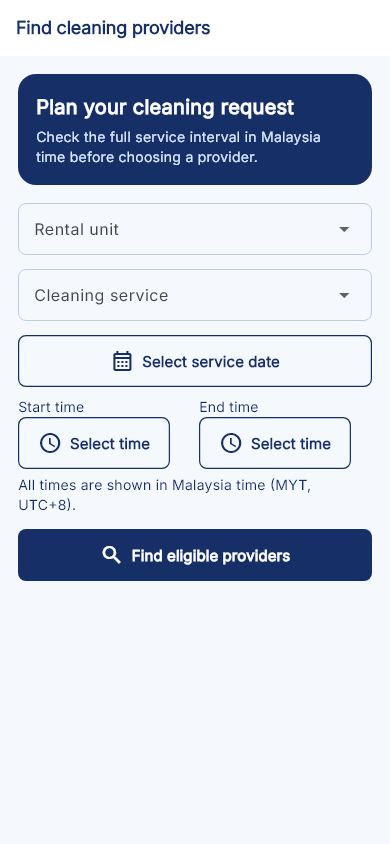 Find cleaning providers
Plan your cleaning request
Check the full service interval in Malaysia
time before choosing a provider.
Rental unit
Cleaning service
Select service date
Start time
End time
Select time
Select time
All times are shown in Malaysia time (MYT,
UTC+8).
Find eligible providers